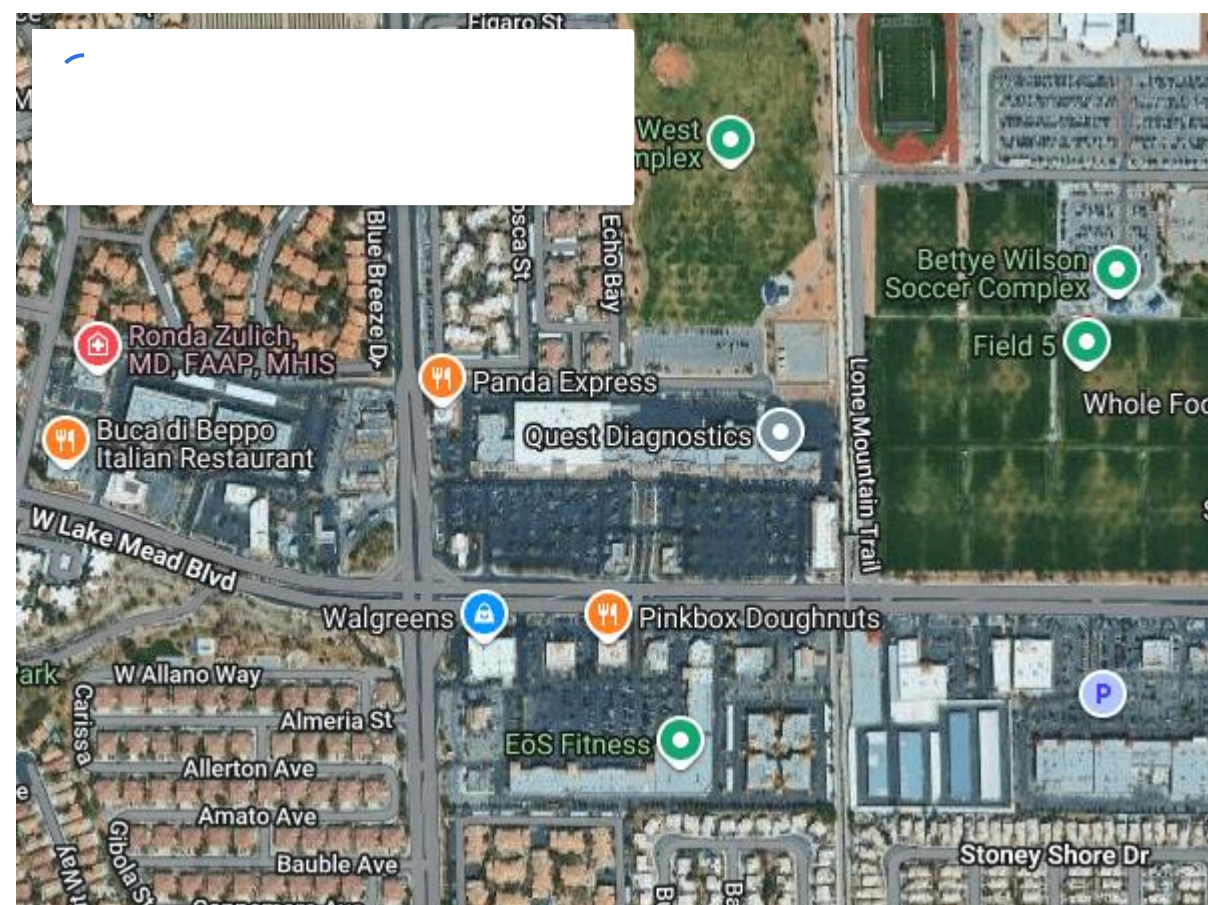 Figaro St
West
Blue Breeze Dr
Echo Bay
Bettye Wilson
Soccer Complex
Ronda Zulich,
MD, FAAP, MHIS
Field 5
Panda Express
Whole Foo
Buca di Beppo
Italian Restaurant
Quest Diagnostics
Lone Mountain Trail
W Lake Mead Blvd
Walgreens
Pinkbox Doughnuts
ark
W Allano Way
Carissa
P
Almeria St
EōS Fitness
Allerton Ave
Amato Ave
Gibola St
Bauble Ave
Stoney Shore Dr